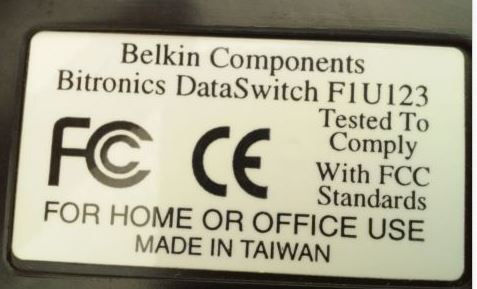 Belkin Components
Bitronics DataSwitch F1U123
Tested To
Comply
With FCC
Standards
FC CE
FOR HOME OR OFFICE USE
MADE IN TAIWAN